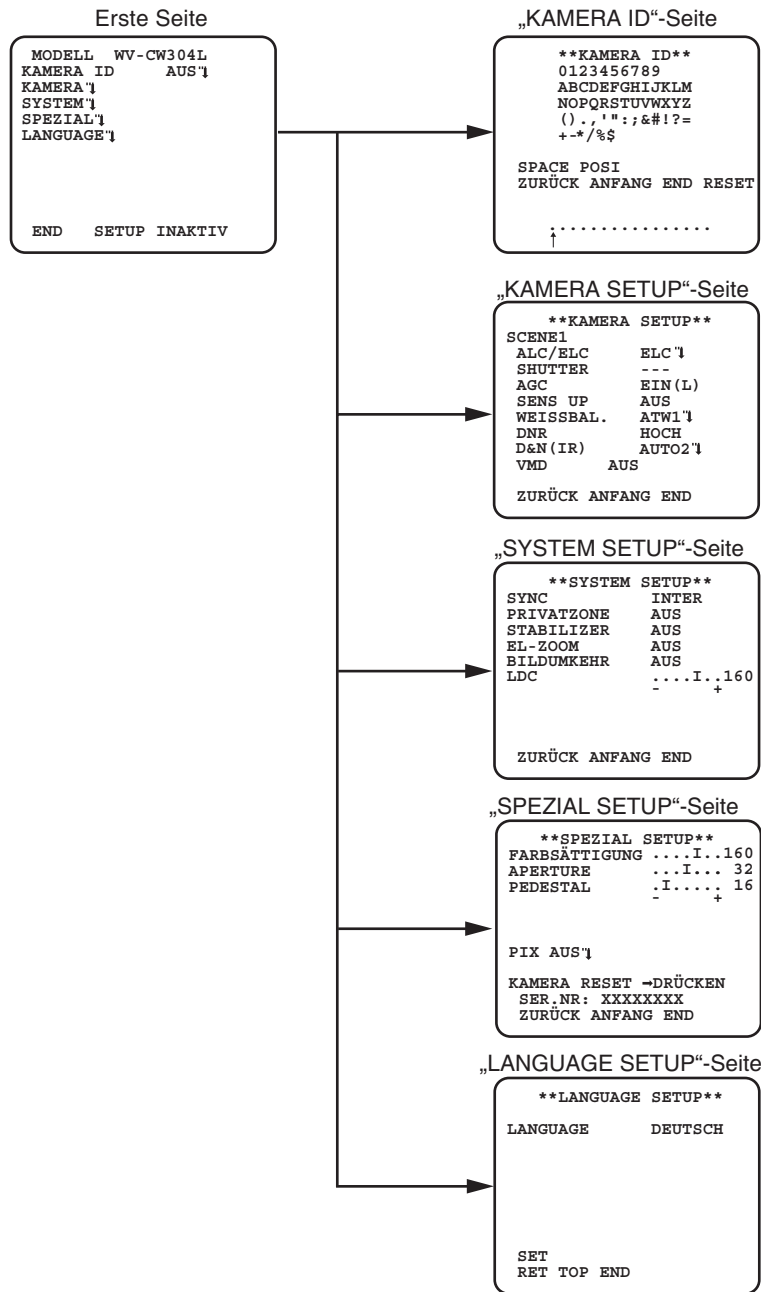 Erste Seite
MODELL WV-CW304L
KAMERA ID AUS
KAMERA
SYSTEM
SPEZIAL
LANGUAGE
END SETUP INAKTIV
„KAMERA ID“-Seite
**KAMERA ID**
0123456789
ABCDEFGHIJKLM
NOPQRSTUVWXYZ
().,'":;&#!?=
+-*/%$
SPACE POSI
ZURÜCK ANFANG END RESET
................
↑
„KAMERA SETUP“-Seite
**KAMERA SETUP**
SCENE1
ALC/ELC ELC
SHUTTER ---
AGC EIN(L)
SENS UP AUS
WEISSBAL. ATW1
DNR HOCH
D&N(IR) AUTO2
VMD AUS
ZURÜCK ANFANG END
„SYSTEM SETUP“-Seite
**SYSTEM SETUP**
SYNC INTER
PRIVATZONE AUS
STABILIZER AUS
EL-ZOOM AUS
BILDUMKEHR AUS
LDC ....I..160
- +
ZURÜCK ANFANG END
„SPEZIAL SETUP“-Seite
**SPEZIAL SETUP**
FARBSÄTTIGUNG ....I..160
APERTURE ...I... 32
PEDESTAL .I..... 16
- +
PIX AUS
KAMERA RESET →DRÜCKEN
SER.NR: XXXXXXXX
ZURÜCK ANFANG END
„LANGUAGE SETUP“-Seite
**LANGUAGE SETUP**
LANGUAGE DEUTSCH
SET
RET TOP END